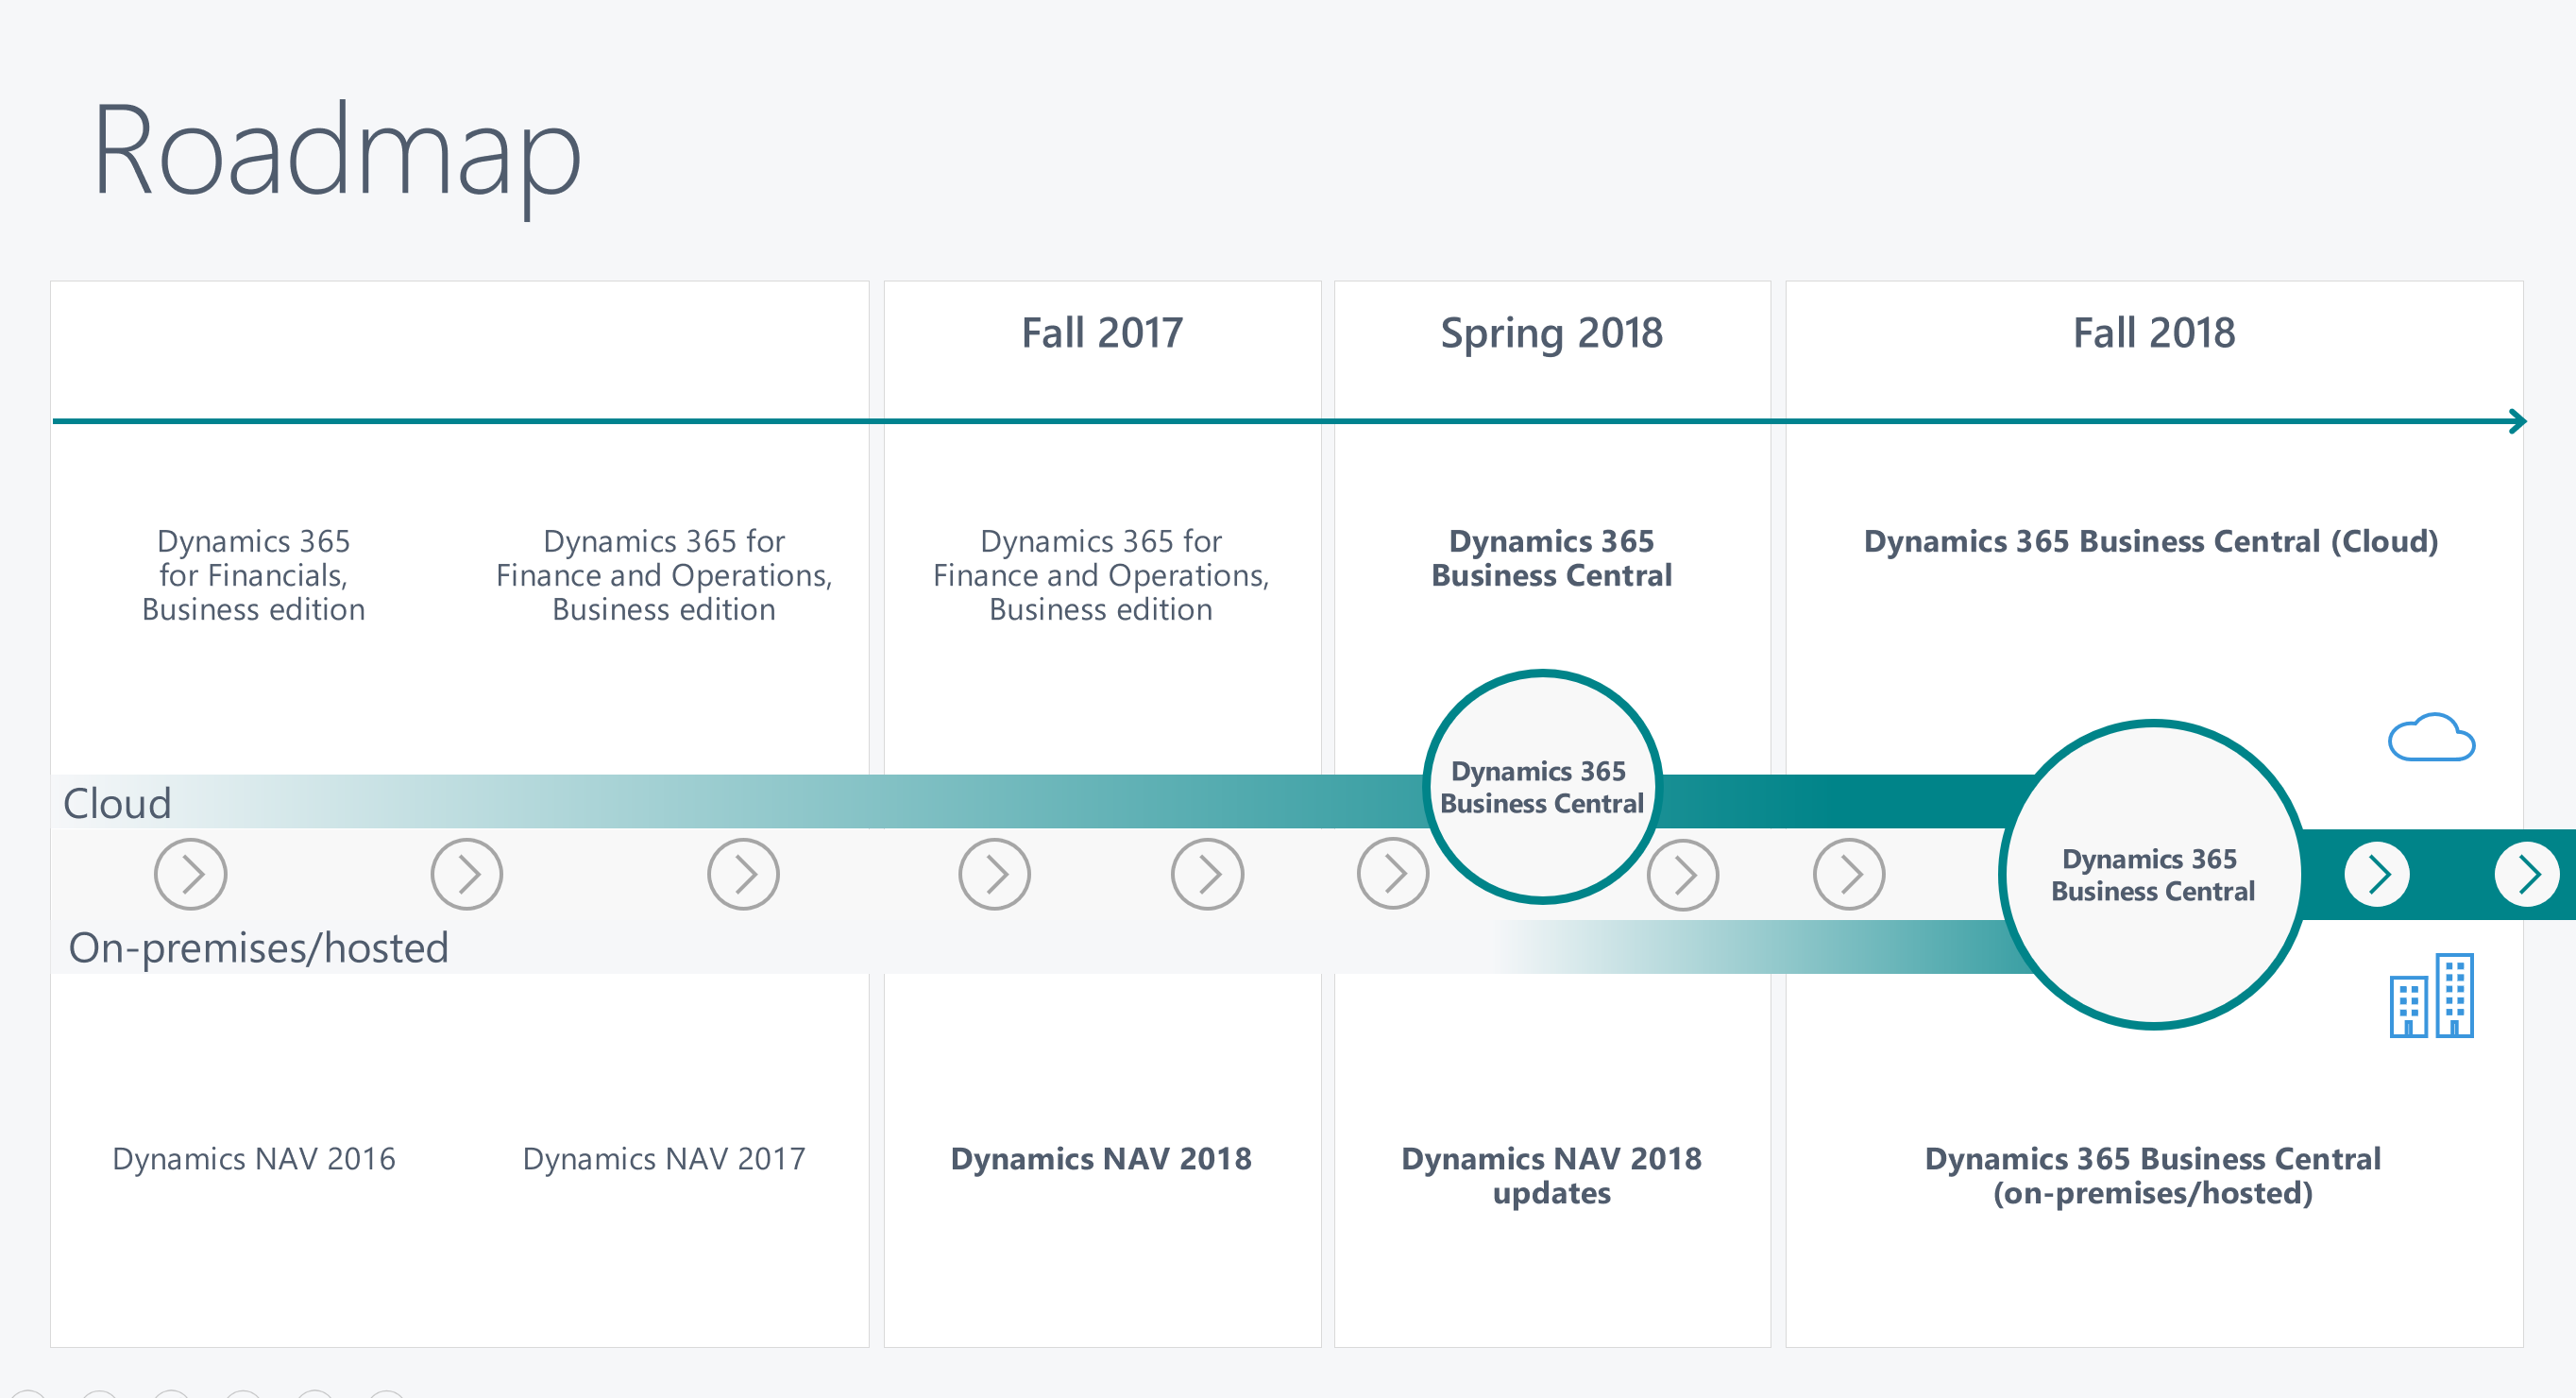 Roadmap
Fall 2017
Spring 2018
Fall 2018
Dynamics 365
for Financials,
Business edition
Dynamics 365 for
Finance and Operations,
Business edition
Dynamics 365 for
Finance and Operations,
Business edition
Dynamics 365
Business Central
Dynamics 365 Business Central (Cloud)
Cloud
Dynamics 365
Business Central
Dynamics 365
Business Central
On-premises/hosted
Dynamics NAV 2016
Dynamics NAV 2017
Dynamics NAV 2018
Dynamics NAV 2018
updates
Dynamics 365 Business Central
(on-premises/hosted)